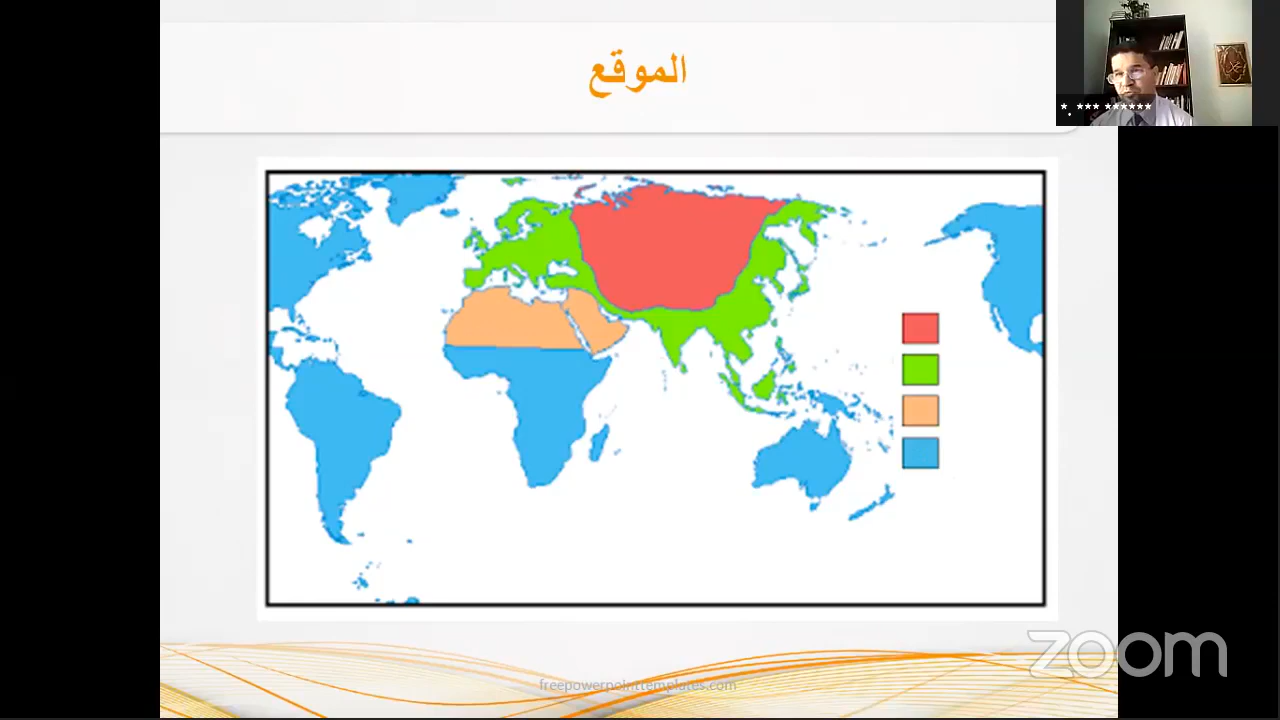 الموقع
*. *** ******
zoom
freepowerpointtemplates.com